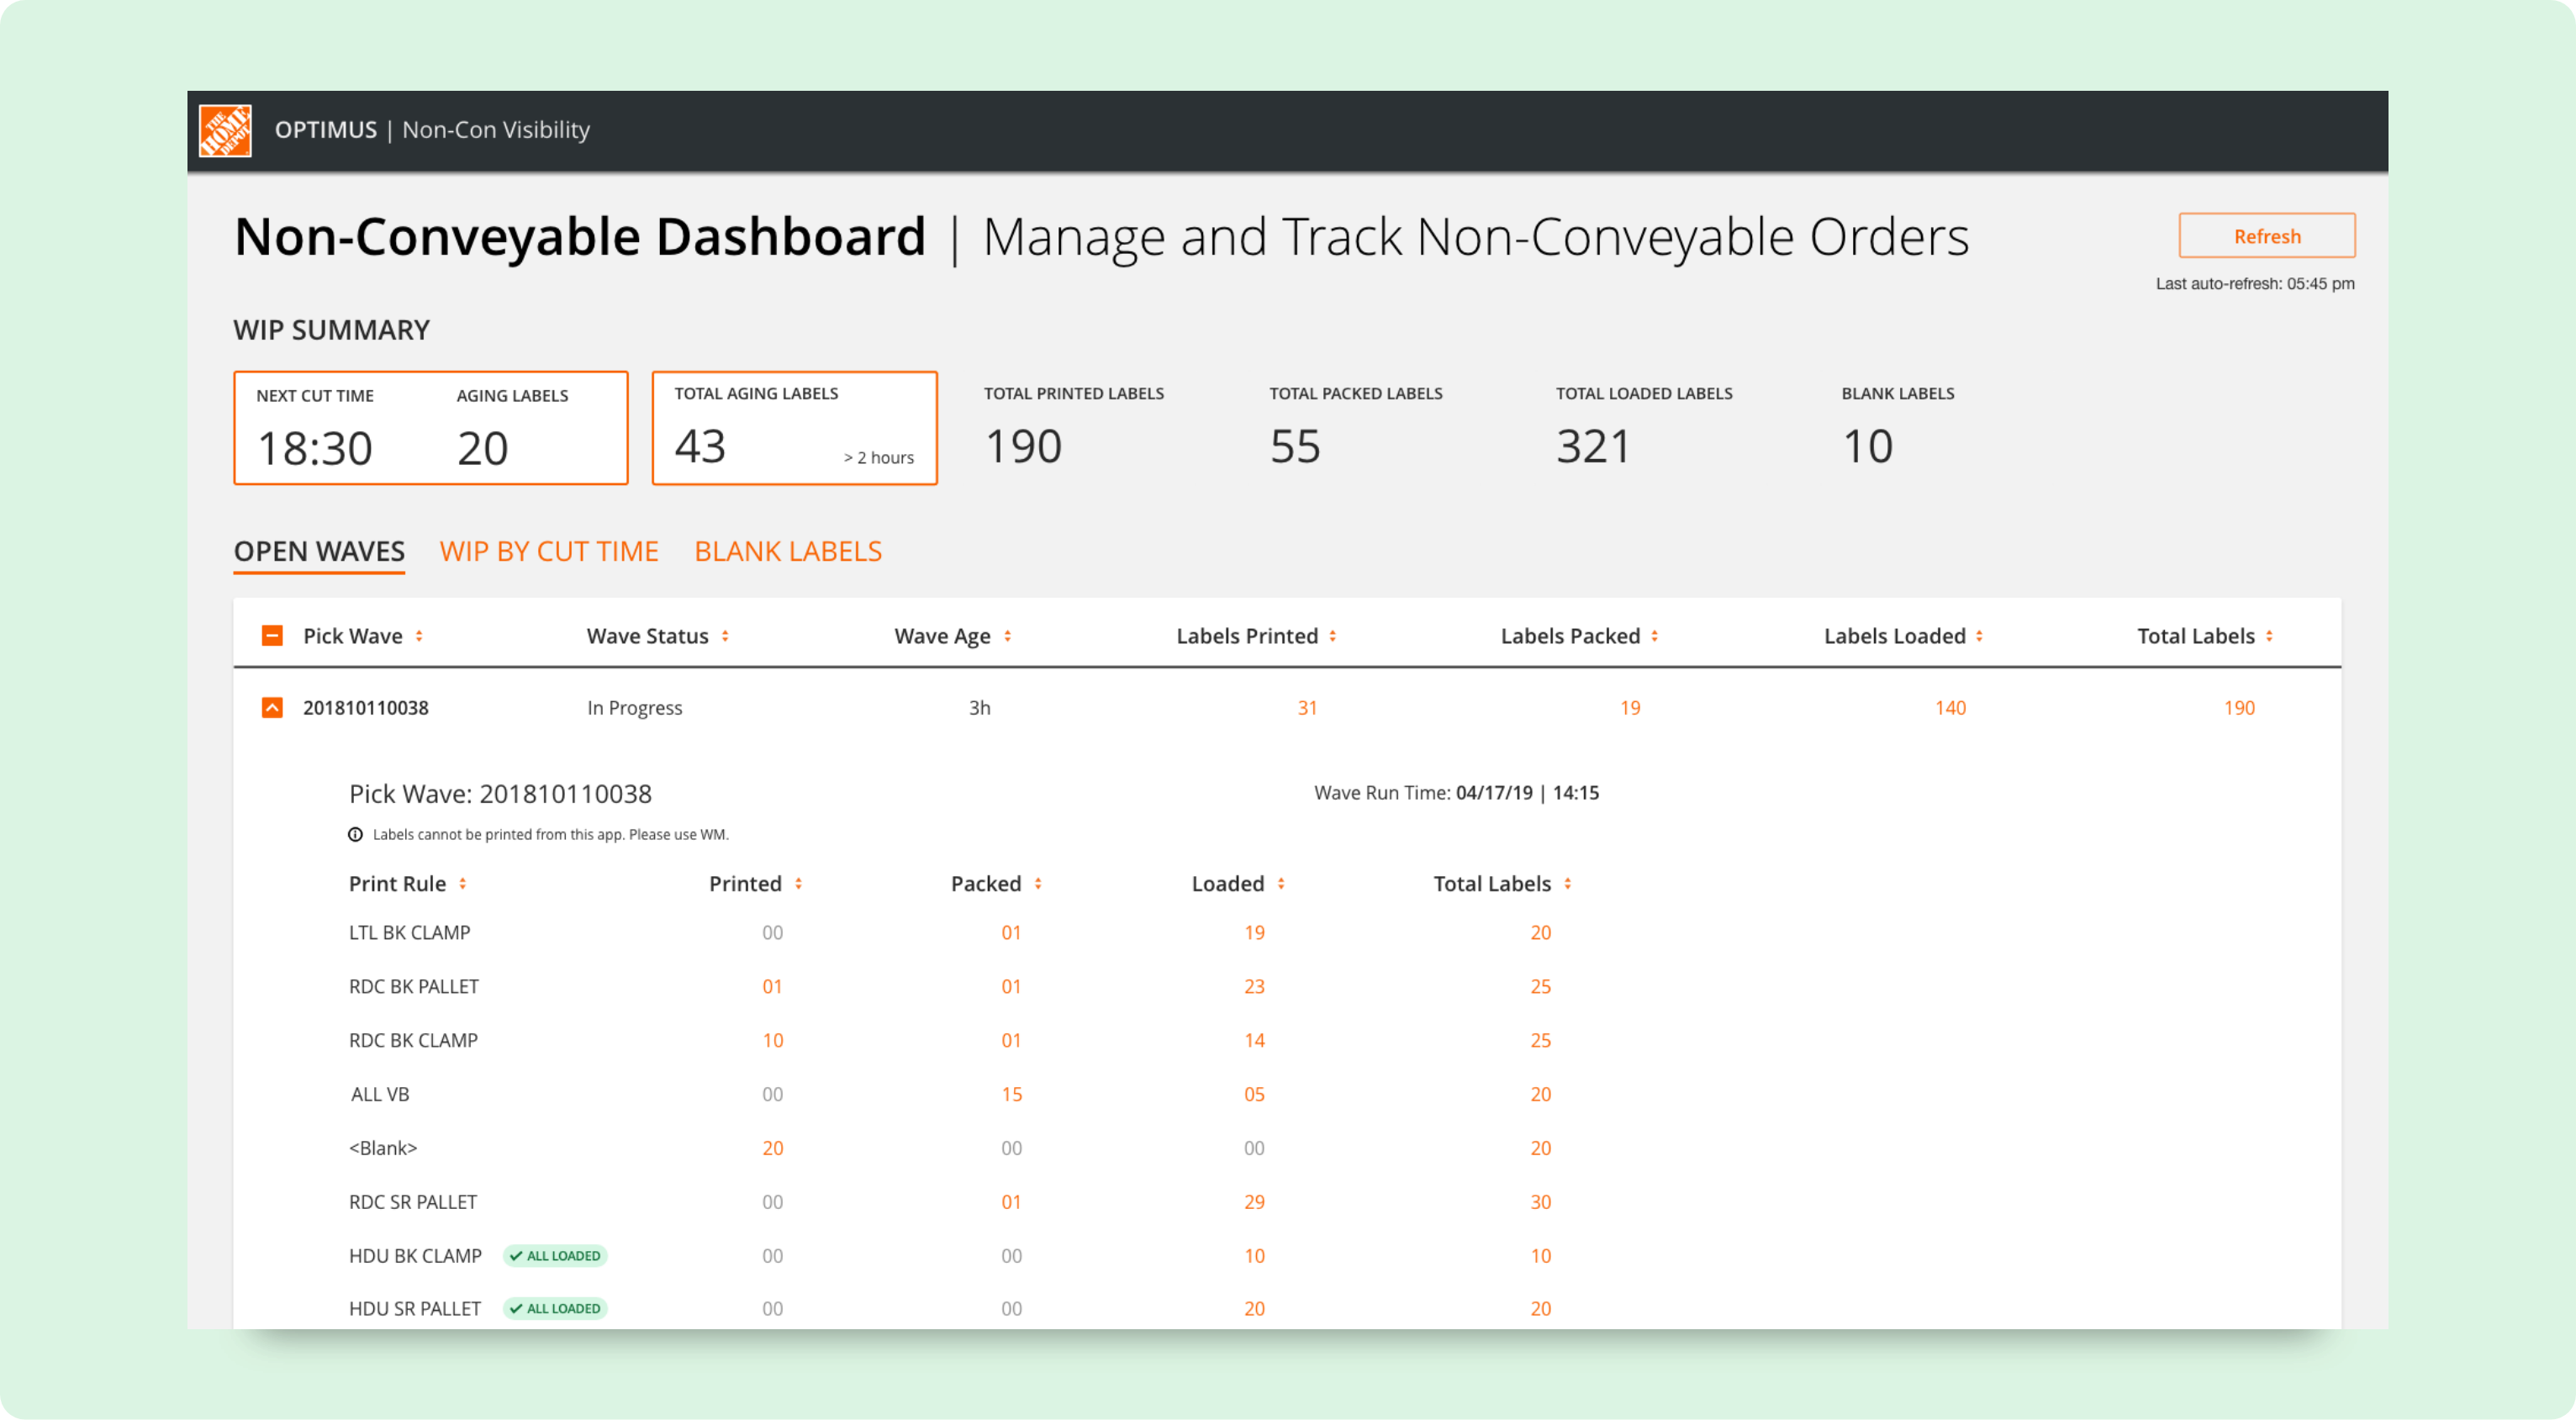 THE HOME DEPOT
OPTIMUS | Non-Con Visibility
Non-Conveyable Dashboard | Manage and Track Non-Conveyable Orders
Refresh
Last auto-refresh: 05:45 pm
WIP SUMMARY
NEXT CUT TIME AGING LABELS TOTAL AGING LABELS TOTAL PRINTED LABELS TOTAL PACKED LABELS TOTAL LOADED LABELS BLANK LABELS
18:30 20 43 > 2 hours 190 55 321 10
OPEN WAVES WIP BY CUT TIME BLANK LABELS
Pick Wave Wave Status Wave Age Labels Printed Labels Packed Labels Loaded Total Labels
201810110038 In Progress 3h 31 19 140 190
Pick Wave: 201810110038 Wave Run Time: 04/17/19 | 14:15
Labels cannot be printed from this app. Please use WM.
Print Rule Printed Packed Loaded Total Labels
LTL BK CLAMP 00 01 19 20
RDC BK PALLET 01 01 23 25
RDC BK CLAMP 10 01 14 25
ALL VB 00 15 05 20
<Blank> 20 00 00 20
RDC SR PALLET 00 01 29 30
HDU BK CLAMP ALL LOADED 00 00 10 10
HDU SR PALLET ALL LOADED 00 00 20 20